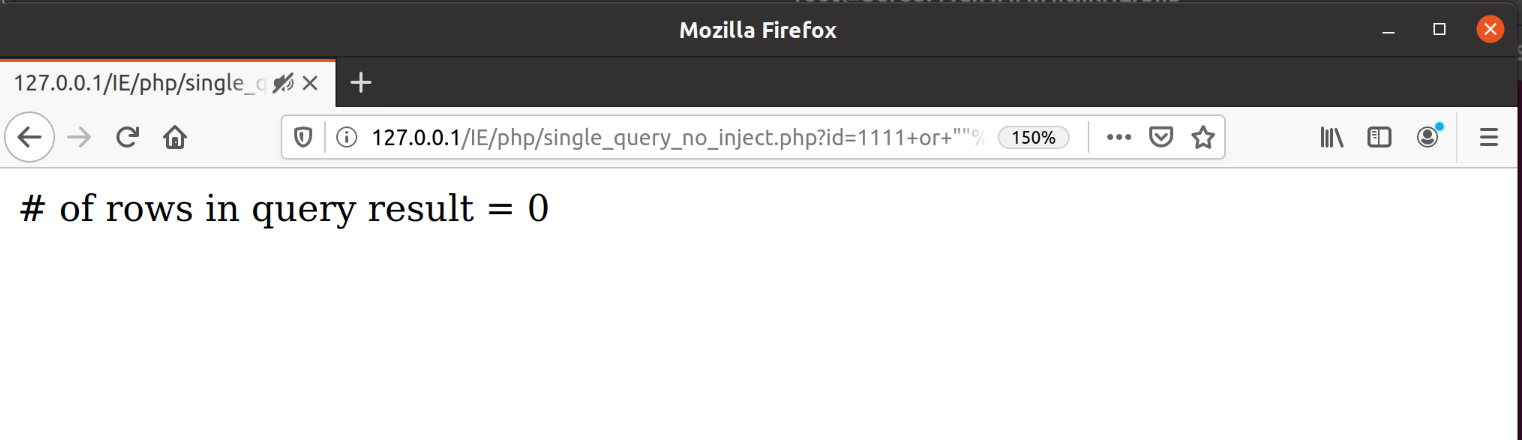 Mozilla Firefox
127.0.0.1/IE/php/single_q
127.0.0.1/IE/php/single_query_no_inject.php?id=1111+or+""%
150%
# of rows in query result = 0